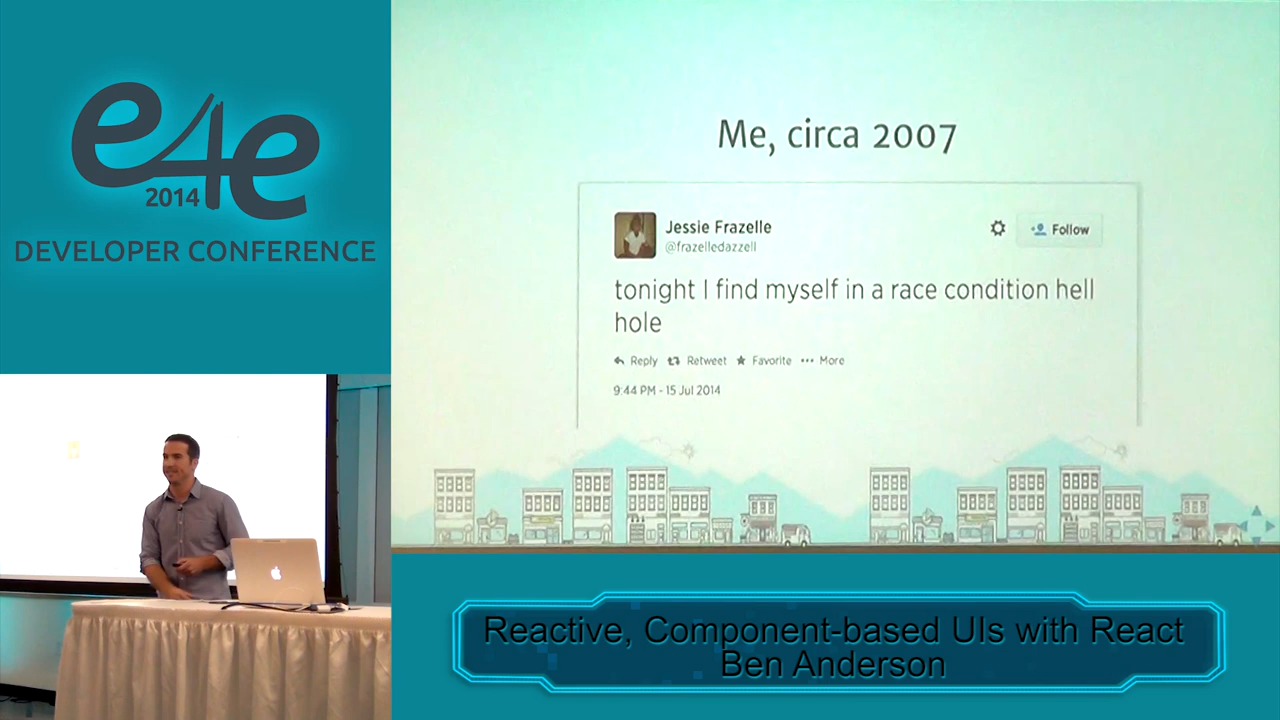 e4e
2014
DEVELOPER CONFERENCE
Me, circa 2007
Jessie Frazelle
@frazelledazzell
Follow
tonight I find myself in a race condition hell
hole
Reply Retweet Favorite More
9:44 PM - 15 Jul 2014
Reactive, Component-based UIs with React
Ben Anderson